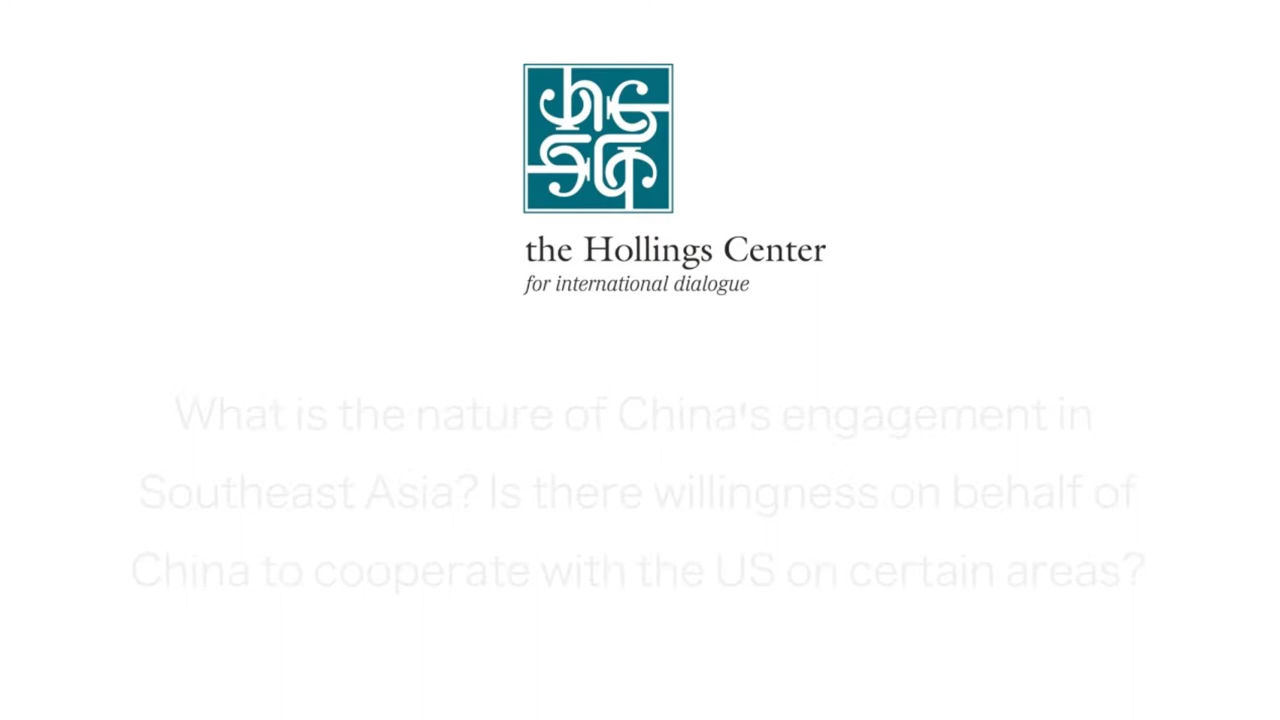 the Hollings Center
for international dialogue
What is the nature of China's engagement in
Southeast Asia? Is there willingness on behalf of
China to cooperate with the US on certain areas?